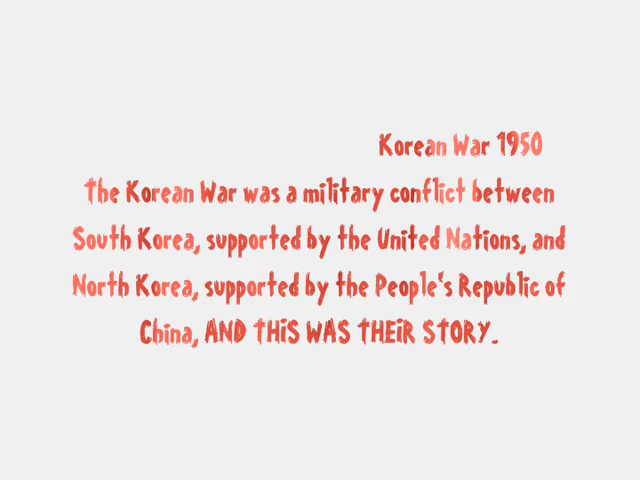 Korean War 1950
The Korean War was a military conflict between
South Korea, supported by the United Nations, and
North Korea, supported by the People's Republic of
China, AND THiS WAS THEiR STORY.